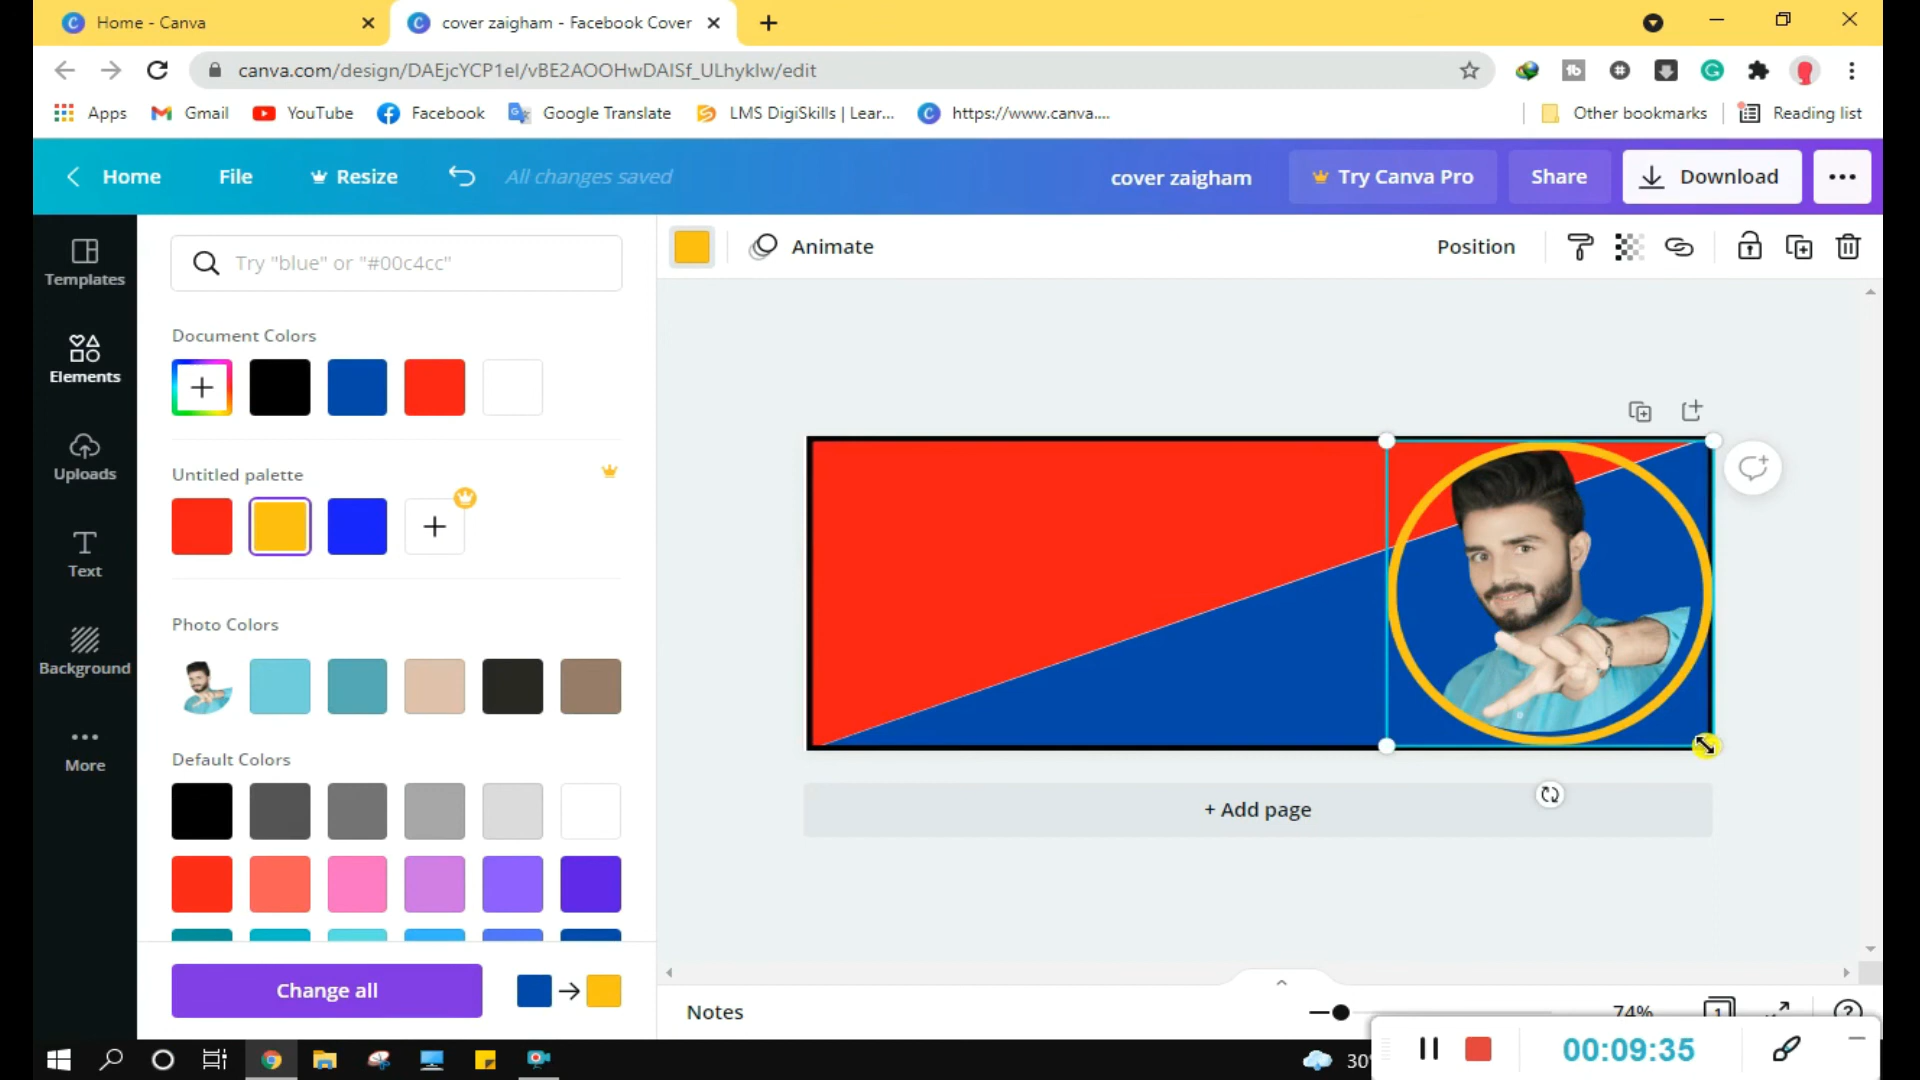 Home - Canva
cover zaigham - Facebook Cover
canva.com/design/DAEjcYCP1eI/vBE2AOOHwDAISf_ULhyklw/edit
Apps
Gmail
YouTube
Facebook
Google Translate
LMS DigiSkills | Lear...
https://www.canva....
Other bookmarks
Reading list
Home
File
Resize
All changes saved
cover zaigham
Try Canva Pro
Share
Download
Templates
Elements
Uploads
Text
Background
More
Try "blue" or "#00c4cc"
Document Colors
Untitled palette
Photo Colors
Default Colors
Change all
Animate
Position
+ Add page
Notes
74%
1
30°
00:09:35